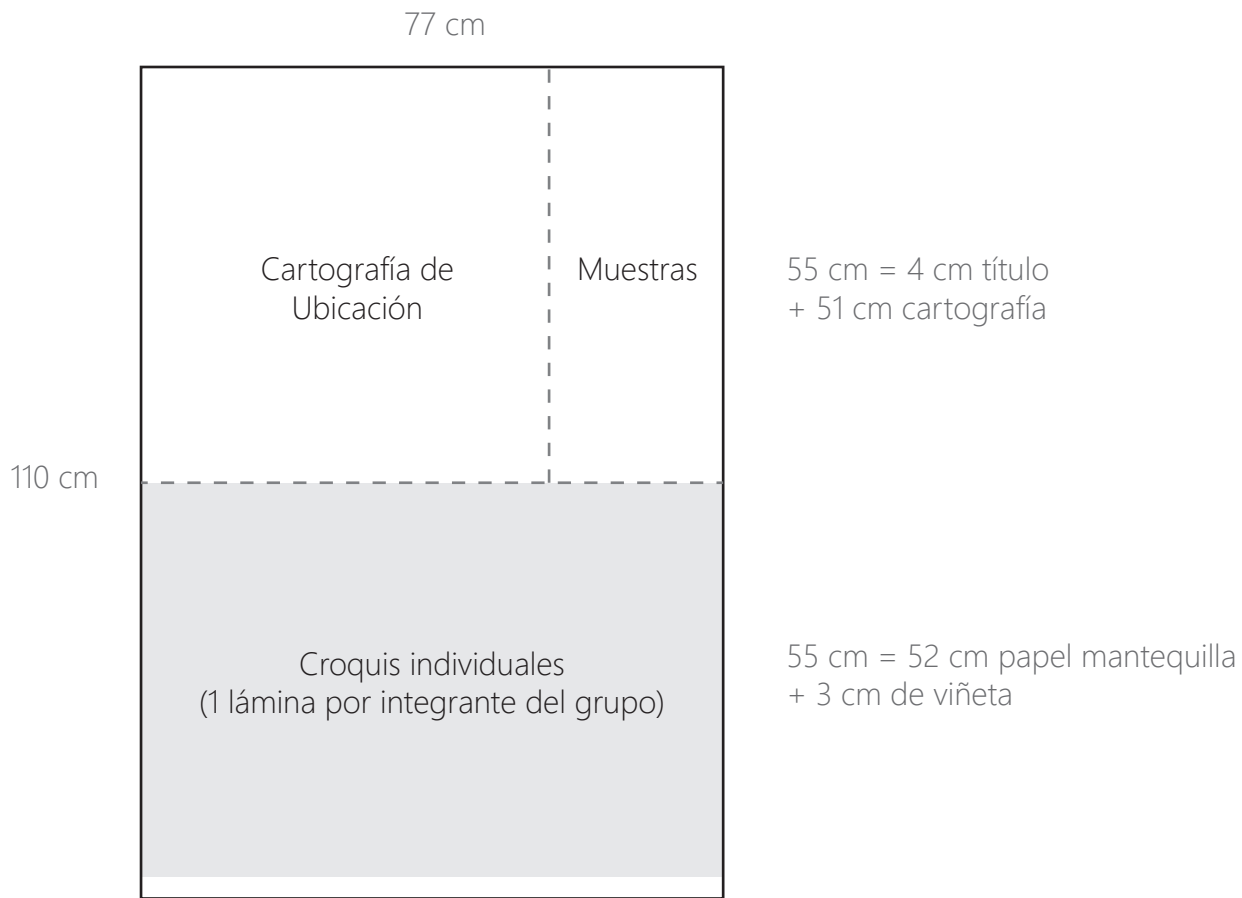 77 cm
Cartografía de
Ubicación
Muestras
55 cm = 4 cm título
+ 51 cm cartografía
110 cm
Croquis individuales
(1 lámina por integrante del grupo)
55 cm = 52 cm papel mantequilla
+ 3 cm de viñeta